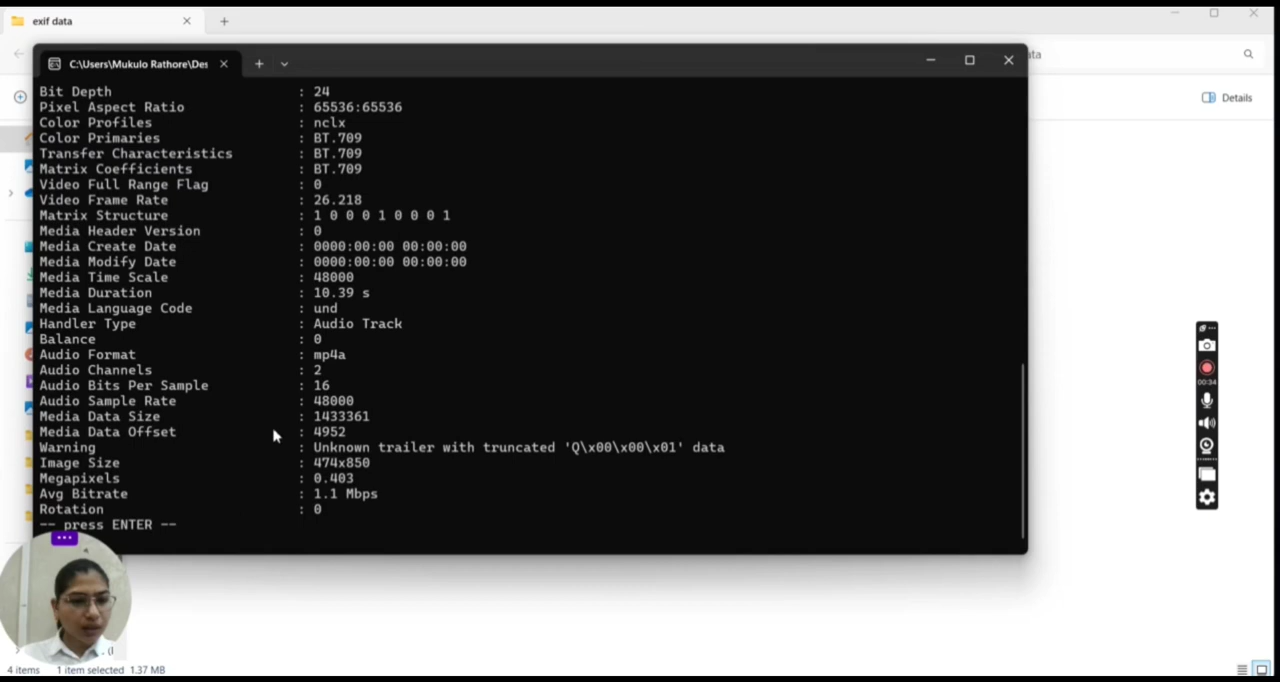 exif data
ata
Details
C:\Users\Mukulo Rathore\Des
Bit Depth : 24
Pixel Aspect Ratio : 65536:65536
Color Profiles : nclx
Color Primaries : BT.709
Transfer Characteristics : BT.709
Matrix Coefficients : BT.709
Video Full Range Flag : 0
Video Frame Rate : 26.218
Matrix Structure : 1 0 0 0 1 0 0 0 1
Media Header Version : 0
Media Create Date : 0000:00:00 00:00:00
Media Modify Date : 0000:00:00 00:00:00
Media Time Scale : 48000
Media Duration : 10.39 s
Media Language Code : und
Handler Type : Audio Track
Balance : 0
Audio Format : mp4a
Audio Channels : 2
Audio Bits Per Sample : 16
Audio Sample Rate : 48000
Media Data Size : 1433361
Media Data Offset : 4952
Warning : Unknown trailer with truncated 'Q\x00\x00\x01' data
Image Size : 474x850
Megapixels : 0.403
Avg Bitrate : 1.1 Mbps
Rotation : 0
-- press ENTER --
00:34
4 items 1 item selected 1.37 MB